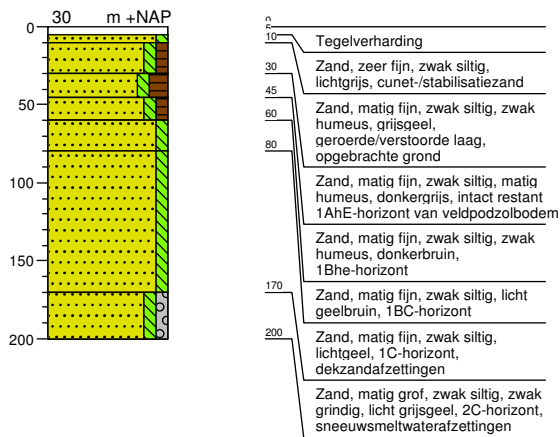 30 m +NAP
0
50
100
150
200
0
5
10
30
45
60
80
170
200
Tegelverharding
Zand, zeer fijn, zwak siltig,
lichtgrijs, cunet-/stabilisatiezand
Zand, matig fijn, zwak siltig, zwak
humeus, grijsgeel,
geroerde/verstoorde laag,
opgebrachte grond
Zand, matig fijn, zwak siltig, matig
humeus, donkergrijs, intact restant
1AhE-horizont van veldpodzolbodem
Zand, matig fijn, zwak siltig, zwak
humeus, donkerbruin,
1Bhe-horizont
Zand, matig fijn, zwak siltig, licht
geelbruin, 1BC-horizont
Zand, matig fijn, zwak siltig,
lichtgeel, 1C-horizont,
dekzandafzettingen
Zand, matig grof, zwak siltig, zwak
grindig, licht grijsgeel, 2C-horizont,
sneeuwsmeltwaterafzettingen